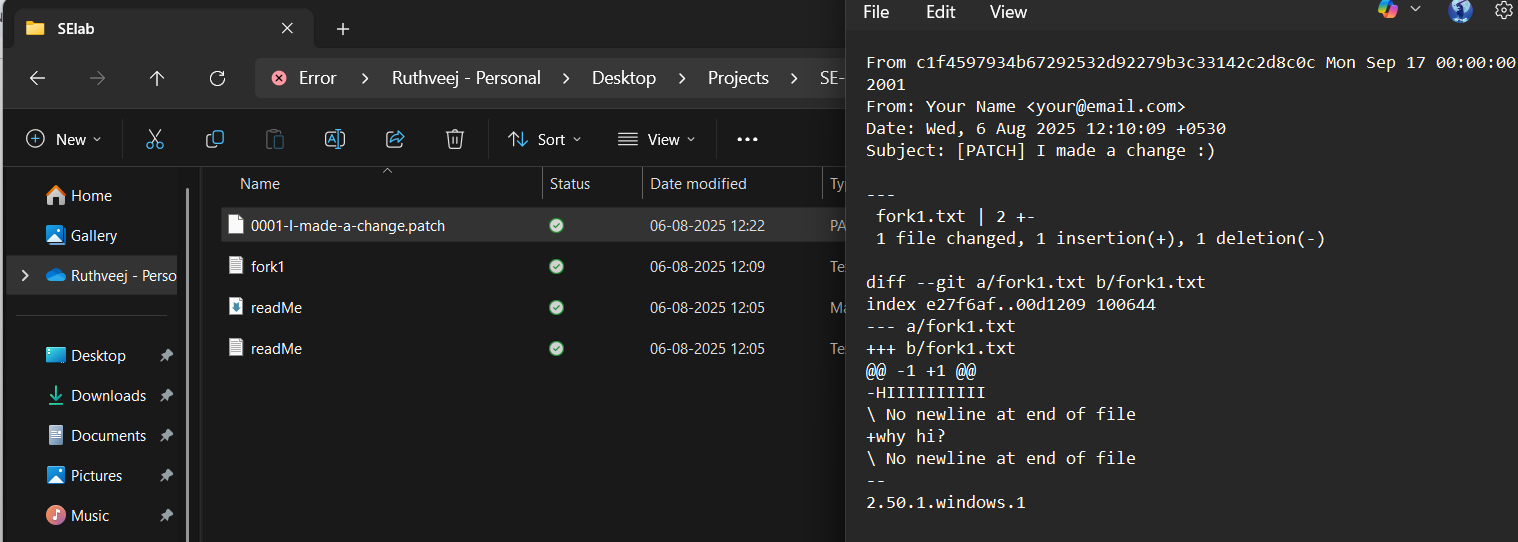 SElab
Error > Ruthveej - Personal > Desktop > Projects > SE-
New
Sort
View
Name Status Date modified Ty
Home
Gallery
Ruthveej - Perso
Desktop
Downloads
Documents
Pictures
Music
0001-I-made-a-change.patch 06-08-2025 12:22 PA
fork1 06-08-2025 12:09 Te
readMe 06-08-2025 12:05 Ma
readMe 06-08-2025 12:05 Te
File Edit View
From c1f4597934b67292532d92279b3c33142c2d8c0c Mon Sep 17 00:00:00
2001
From: Your Name <your@email.com>
Date: Wed, 6 Aug 2025 12:10:09 +0530
Subject: [PATCH] I made a change :)
---
fork1.txt | 2 +-
1 file changed, 1 insertion(+), 1 deletion(-)
diff --git a/fork1.txt b/fork1.txt
index e27f6af..00d1209 100644
--- a/fork1.txt
+++ b/fork1.txt
@@ -1 +1 @@
-HIIIIIIIIII
\ No newline at end of file
+why hi?
\ No newline at end of file
--
2.50.1.windows.1